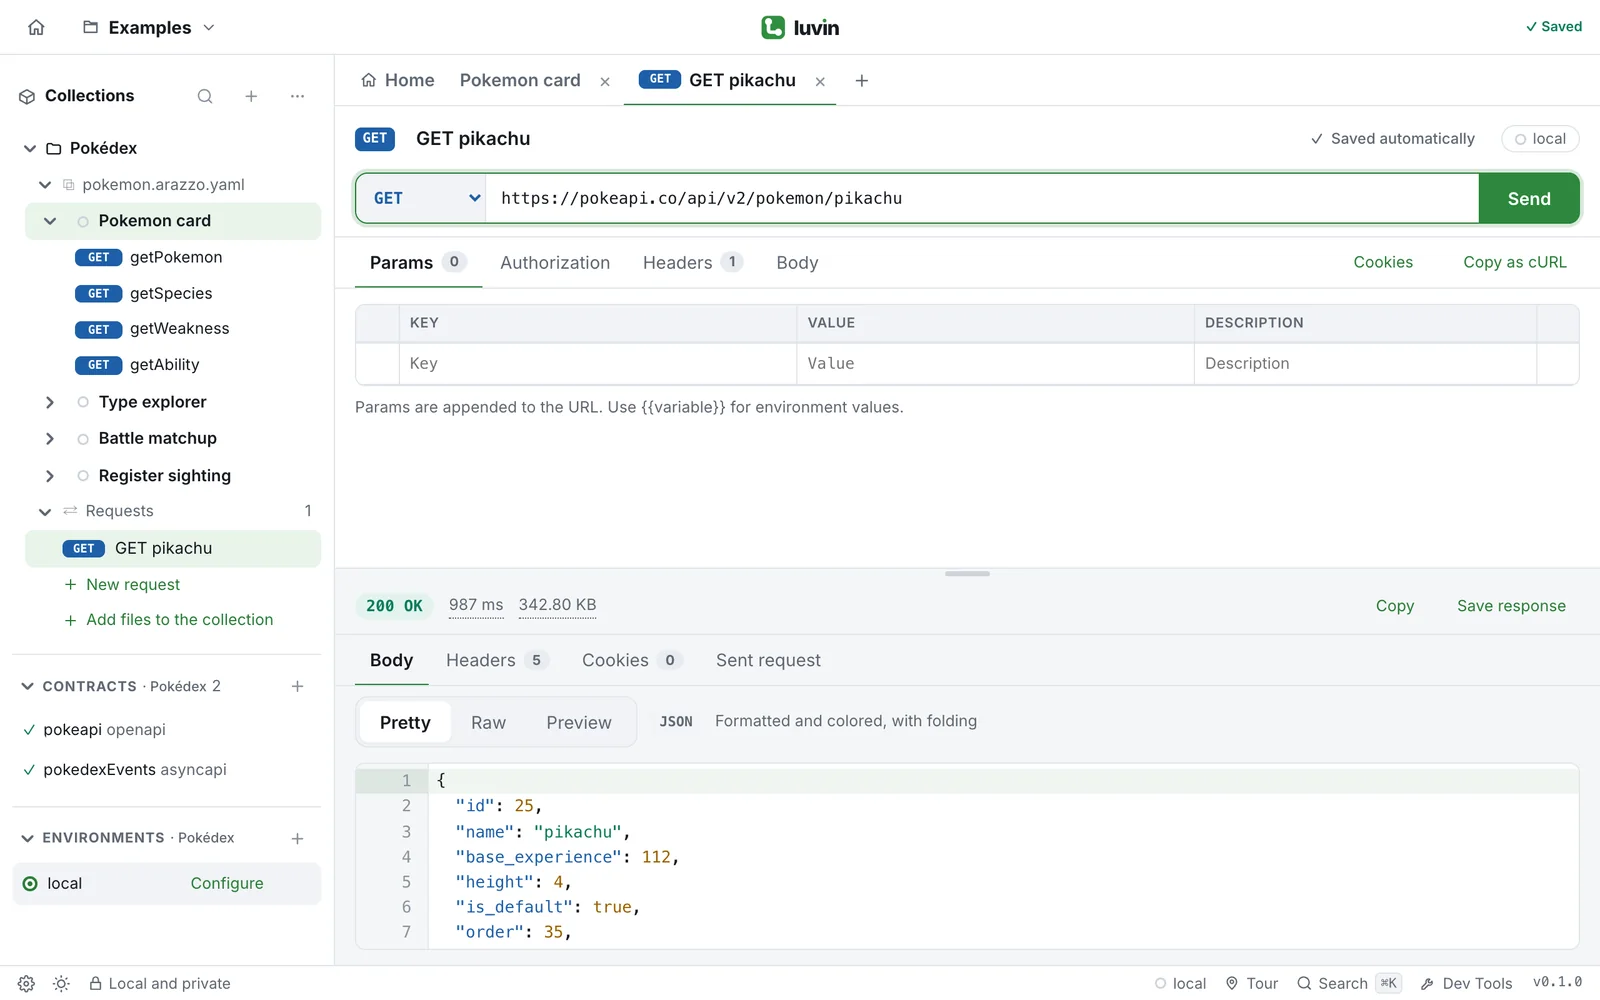 Examples
luvin
Saved
Collections
Home
Pokemon card
GET GET pikachu
Pokédex
pokemon.arazzo.yaml
Pokemon card
GET getPokemon
GET getSpecies
GET getWeakness
GET getAbility
Type explorer
Battle matchup
Register sighting
Requests 1
GET GET pikachu
New request
Add files to the collection
CONTRACTS · Pokédex 2
pokeapi openapi
pokedexEvents asyncapi
ENVIRONMENTS · Pokédex
local Configure
GET GET pikachu
Saved automatically
local
GET https://pokeapi.co/api/v2/pokemon/pikachu Send
Params 0 Authorization Headers 1 Body
Cookies Copy as cURL
KEY VALUE DESCRIPTION
Key Value Description
Params are appended to the URL. Use {{variable}} for environment values.
200 OK 987 ms 342.80 KB
Copy Save response
Body Headers 5 Cookies 0 Sent request
Pretty Raw Preview JSON Formatted and colored, with folding
1 {
2 "id": 25,
3 "name": "pikachu",
4 "base_experience": 112,
5 "height": 4,
6 "is_default": true,
7 "order": 35,
Local and private
local Tour Search ⌘K Dev Tools v0.1.0